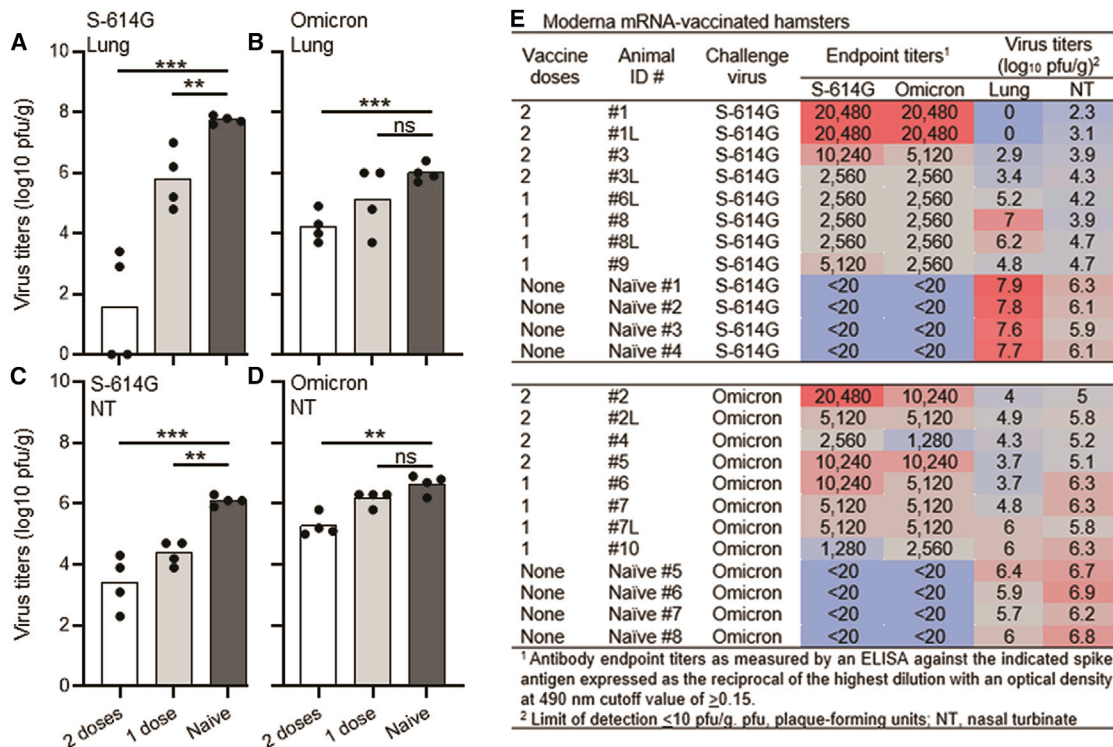 A
S-614G
Lung
***
**
10
8
6
4
2
0
Virus titers (log10 pfu/g)
B
Omicron
Lung
***
ns
C
S-614G
NT
***
**
10
8
6
4
2
0
Virus titers (log10 pfu/g)
2 doses
1 dose
Naive
D
Omicron
NT
**
ns
2 doses
1 dose
Naive
E
Moderna mRNA-vaccinated hamsters
Vaccine doses Animal ID # Challenge virus Endpoint titers¹ Virus titers (log₁₀ pfu/g)²
S-614G Omicron Lung NT
2 #1 S-614G 20,480 20,480 0 2.3
2 #1L S-614G 20,480 20,480 0 3.1
2 #3 S-614G 10,240 5,120 2.9 3.9
2 #3L S-614G 2,560 2,560 3.4 4.3
1 #6L S-614G 2,560 2,560 5.2 4.2
1 #8 S-614G 2,560 2,560 7 3.9
1 #8L S-614G 2,560 2,560 6.2 4.7
1 #9 S-614G 5,120 2,560 4.8 4.7
None Naïve #1 S-614G <20 <20 7.9 6.3
None Naïve #2 S-614G <20 <20 7.8 6.1
None Naïve #3 S-614G <20 <20 7.6 5.9
None Naïve #4 S-614G <20 <20 7.7 6.1
2 #2 Omicron 20,480 10,240 4 5
2 #2L Omicron 5,120 5,120 4.9 5.8
2 #4 Omicron 2,560 1,280 4.3 5.2
2 #5 Omicron 10,240 10,240 3.7 5.1
1 #6 Omicron 10,240 5,120 3.7 6.3
1 #7 Omicron 5,120 5,120 4.8 6.3
1 #7L Omicron 5,120 5,120 6 5.8
1 #10 Omicron 1,280 2,560 6 6.3
None Naïve #5 Omicron <20 <20 6.4 6.7
None Naïve #6 Omicron <20 <20 5.9 6.9
None Naïve #7 Omicron <20 <20 5.7 6.2
None Naïve #8 Omicron <20 <20 6 6.8
¹ Antibody endpoint titers as measured by an ELISA against the indicated spike
antigen expressed as the reciprocal of the highest dilution with an optical density
at 490 nm cutoff value of ≥0.15.
² Limit of detection ≤10 pfu/g. pfu, plaque-forming units; NT, nasal turbinate